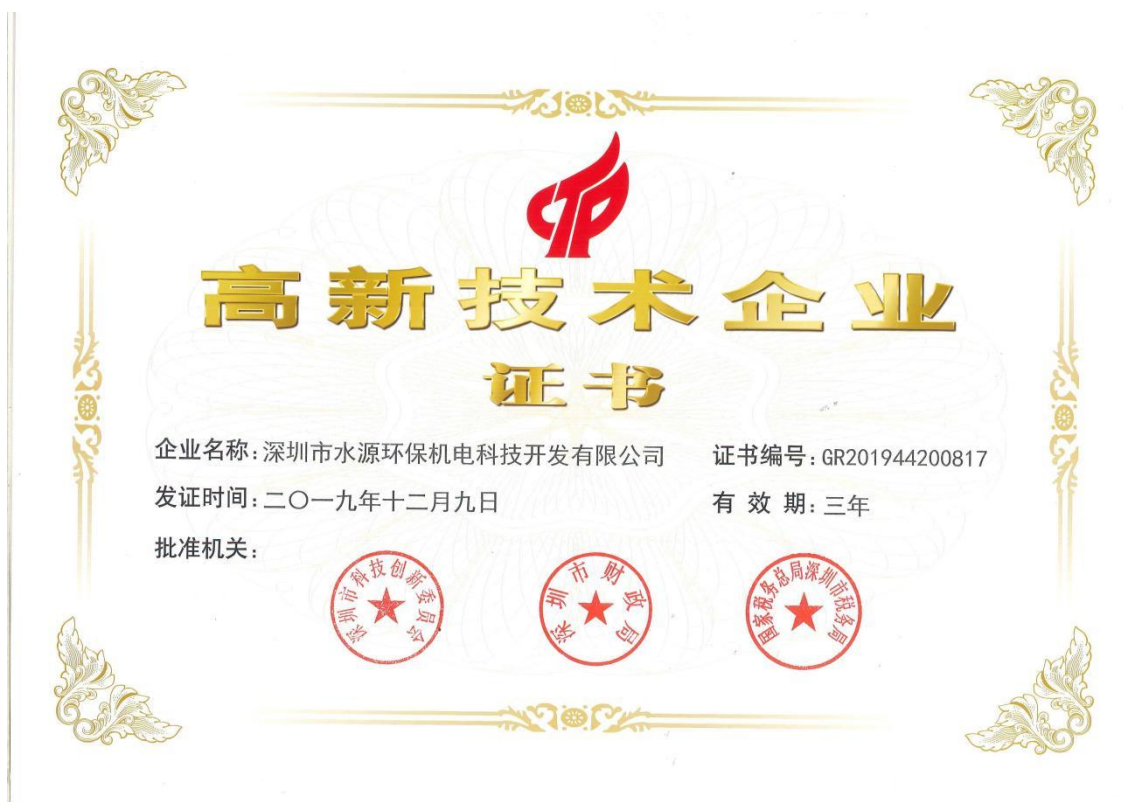 高新技术企业
证书
企业名称：深圳市水源环保机电科技开发有限公司 证书编号：GR201944200817
发证时间：二〇一九年十二月九日 有效期：三年
批准机关：
深圳市科技创新委员会
深圳市财政局
国家税务总局深圳市税务局